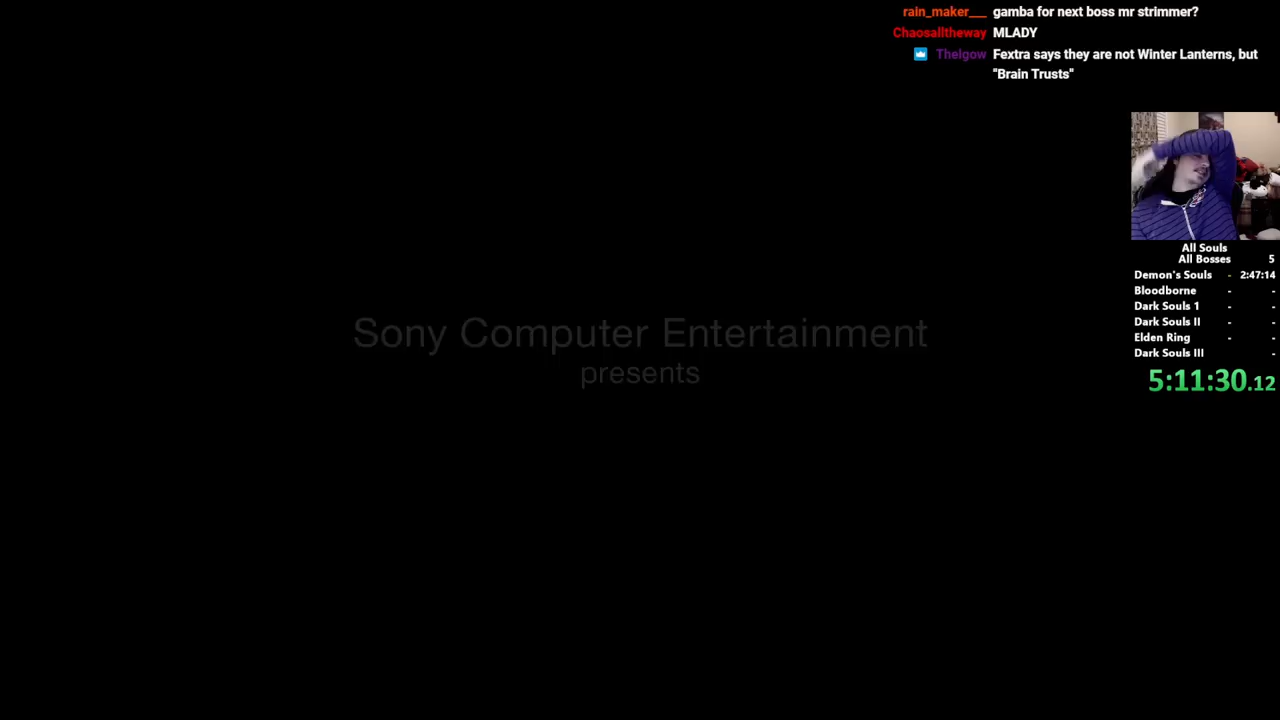 rain_maker___ gamba for next boss mr strimmer?
Chaosalltheway MLADY
Thelgow Fextra says they are not Winter Lanterns, but
"Brain Trusts"
Sony Computer Entertainment
presents
All Souls
All Bosses 5
Demon's Souls - 2:47:14
Bloodborne - -
Dark Souls 1 - -
Dark Souls II - -
Elden Ring - -
Dark Souls III -
5:11:30.12